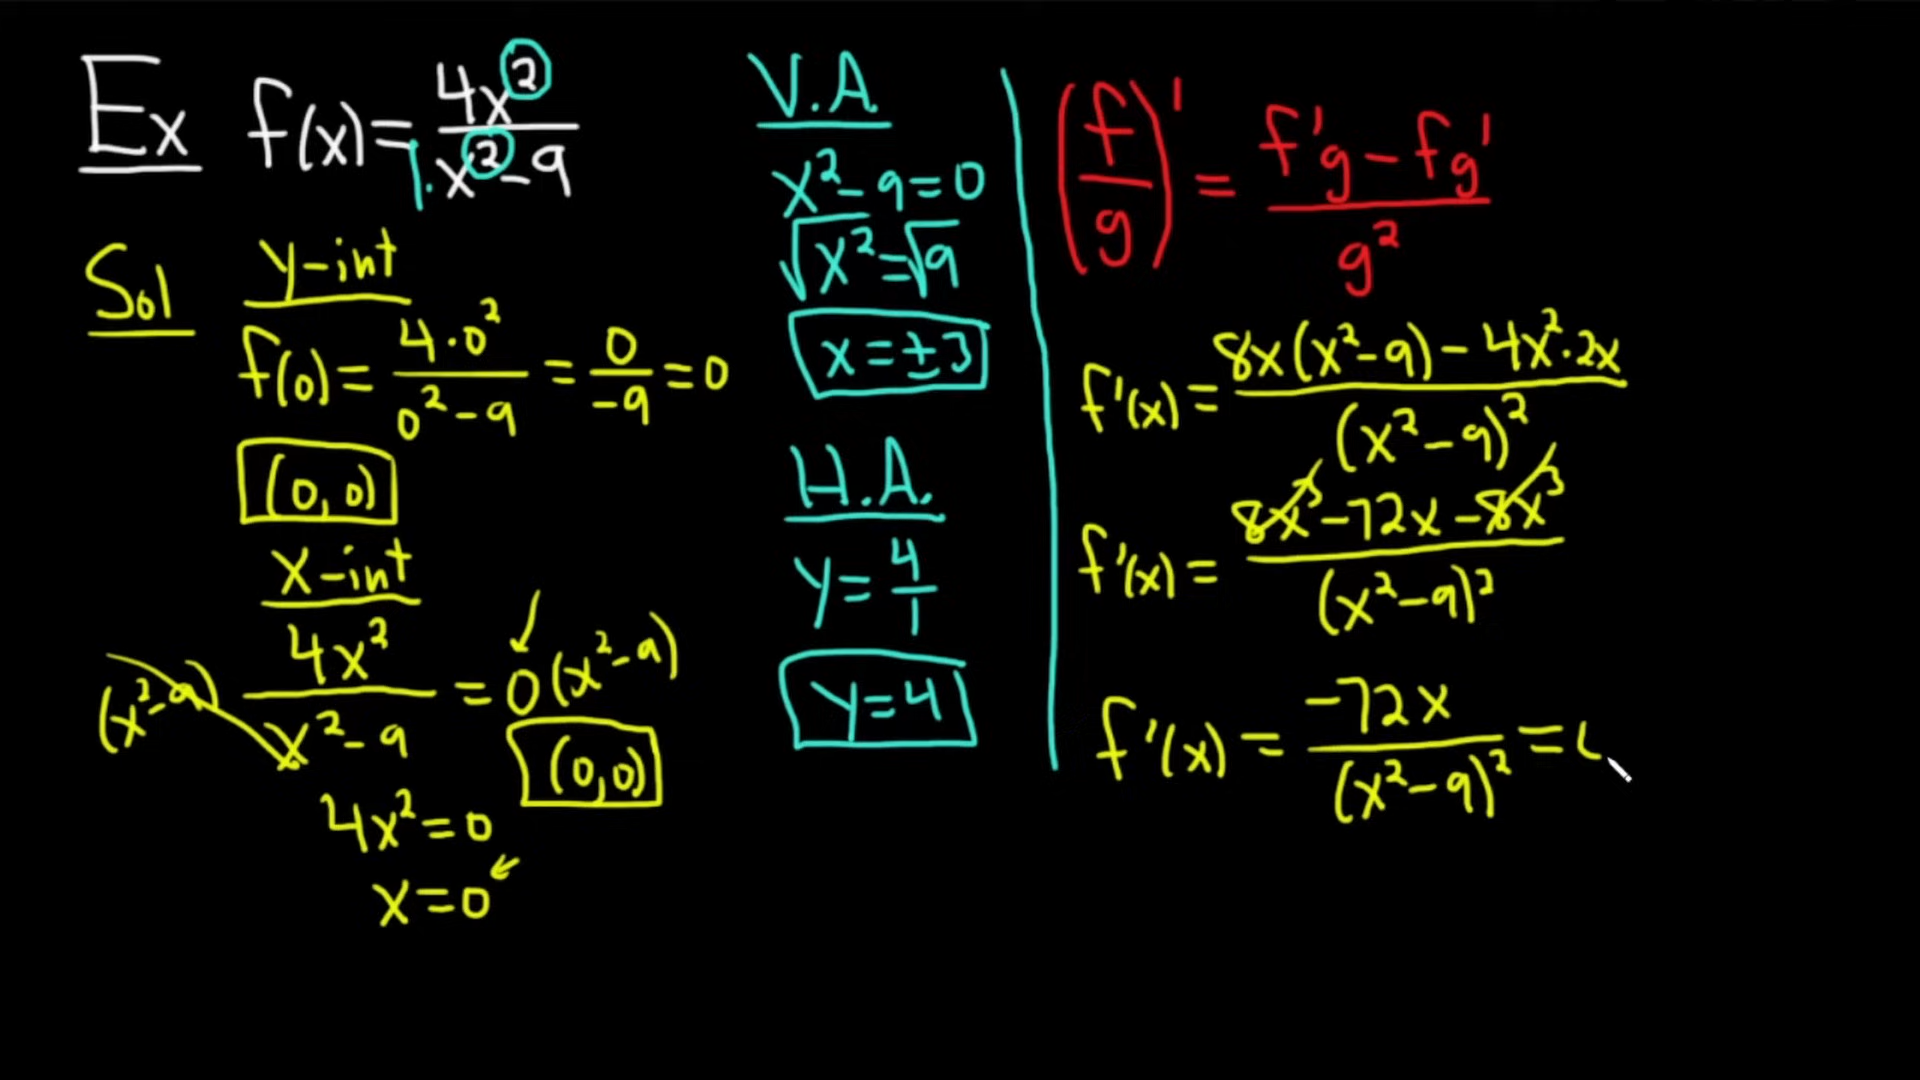 Ex f(x) = 4x² / 1·x² - 9
Sol
y-int
f(0) = 4·0² / 0² - 9 = 0 / -9 = 0
(0, 0)
x-int
(x² - 9) 4x² / x² - 9 = 0 (x² - 9)
(0,0)
4x² = 0
x = 0
V.A.
x² - 9 = 0
√x² = √9
x = ±3
H.A.
y = 4 / 1
y = 4
(f / g)' = f'g - fg' / g²
f'(x) = 8x(x² - 9) - 4x²·2x / (x² - 9)²
f'(x) = 8x³ - 72x - 8x³ / (x² - 9)²
f'(x) = -72x / (x² - 9)² =